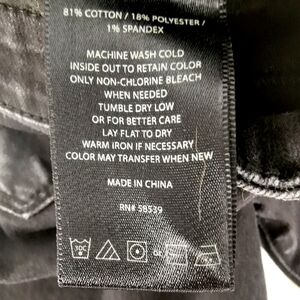 81% COTTON / 18% POLYESTER /
1% SPANDEX
MACHINE WASH COLD
INSIDE OUT TO RETAIN COLOR
ONLY NON-CHLORINE BLEACH
WHEN NEEDED
TUMBLE DRY LOW
OR FOR BETTER CARE
LAY FLAT TO DRY
WARM IRON IF NECESSARY
COLOR MAY TRANSFER WHEN NEW
MADE IN CHINA
RN# 58539
30C
or